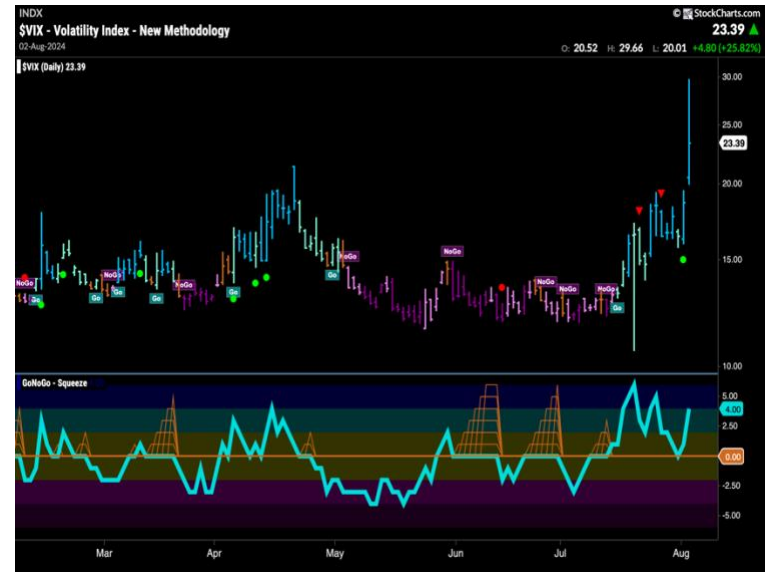 INDX
© StockCharts.com
$VIX - Volatility Index - New Methodology
23.39
02-Aug-2024
O: 20.52 H: 29.66 L: 20.01 +4.80 (+25.82%)
$VIX (Daily) 23.39
30.00
25.00
23.39
20.00
NoGo
NoGo
15.00
NoGo
NoGo
NoGo
Go
NoGo
NoGo
NoGo
Go
Go
Go
Go
Go
Go
10.00
GoNoGo - Squeeze
5.00
4.00
2.50
0.00
-2.50
-5.00
Mar Apr May Jun Jul Aug